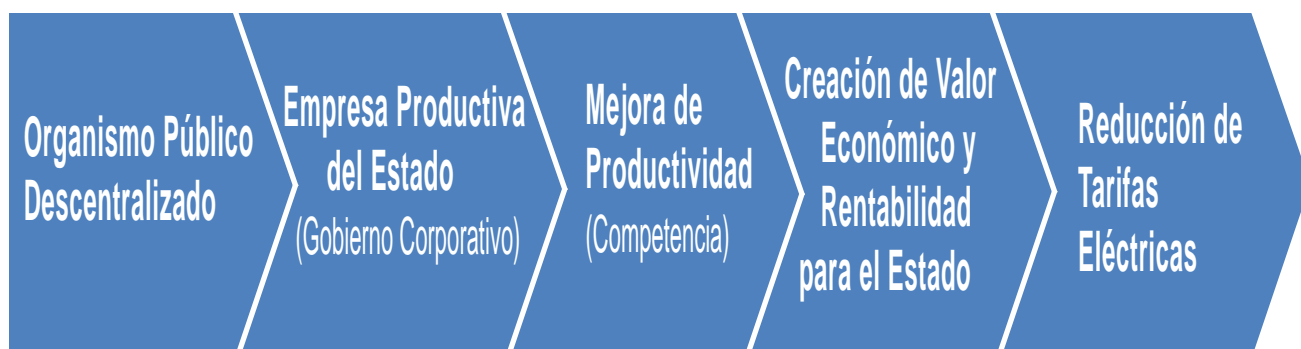 Organismo Público
Descentralizado
Empresa Productiva
del Estado
(Gobierno Corporativo)
Mejora de
Productividad
(Competencia)
Creación de Valor
Económico y
Rentabilidad
para el Estado
Reducción de
Tarifas
Eléctricas